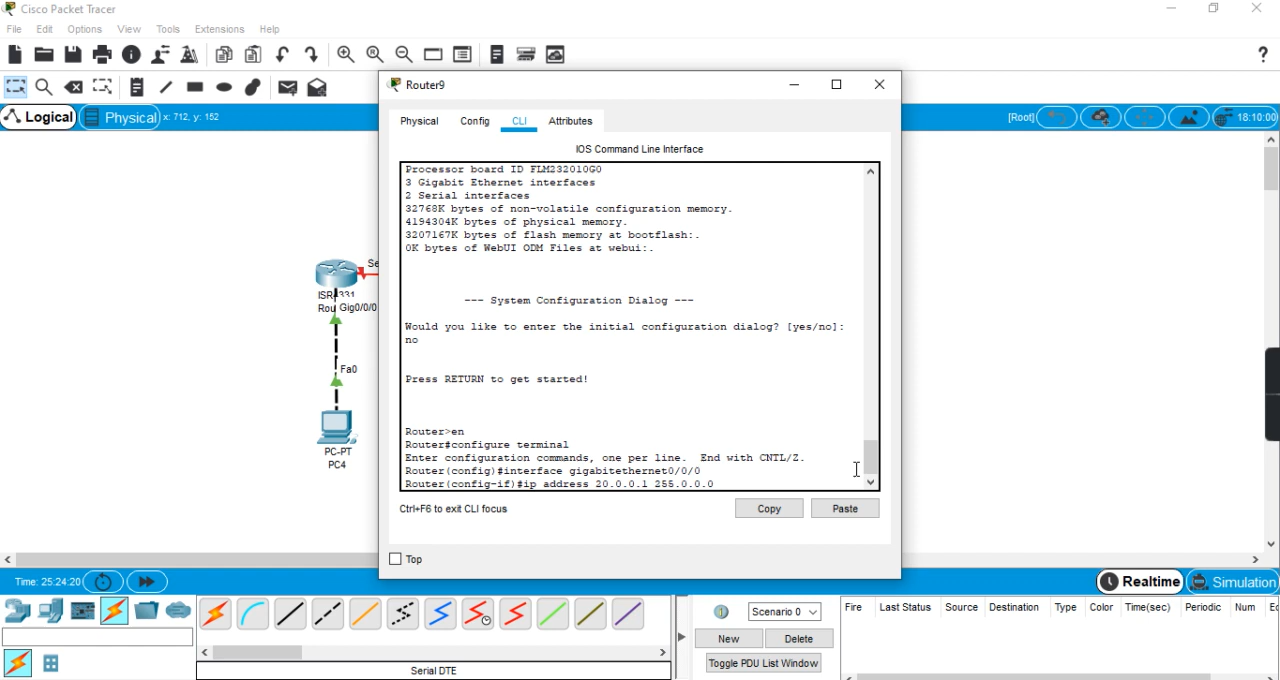 Cisco Packet Tracer
File Edit Options View Tools Extensions Help
Router9
Logical Physical x: 712, y: 152 [Root] 18:10:00
Physical Config CLI Attributes
IOS Command Line Interface
Processor board ID FLM232010G0
3 Gigabit Ethernet interfaces
2 Serial interfaces
32768K bytes of non-volatile configuration memory.
4194304K bytes of physical memory.
3207167K bytes of flash memory at bootflash:.
0K bytes of WebUI ODM Files at webui:.
--- System Configuration Dialog ---
Would you like to enter the initial configuration dialog? [yes/no]:
no
Press RETURN to get started!
Router>en
Router#configure terminal
Enter configuration commands, one per line.  End with CNTL/Z.
Router(config)#interface gigabitethernet0/0/0
Router(config-if)#ip address 20.0.0.1 255.0.0.0
Se
Rou Gig0/0/0
Fa0
PC-PT
PC4
Ctrl+F6 to exit CLI focus Copy Paste
Top
Time: 25:24:20 Realtime Simulation
Scenario 0
New Delete
Toggle PDU List Window
Fire Last Status Source Destination Type Color Time(sec) Periodic Num
Serial DTE